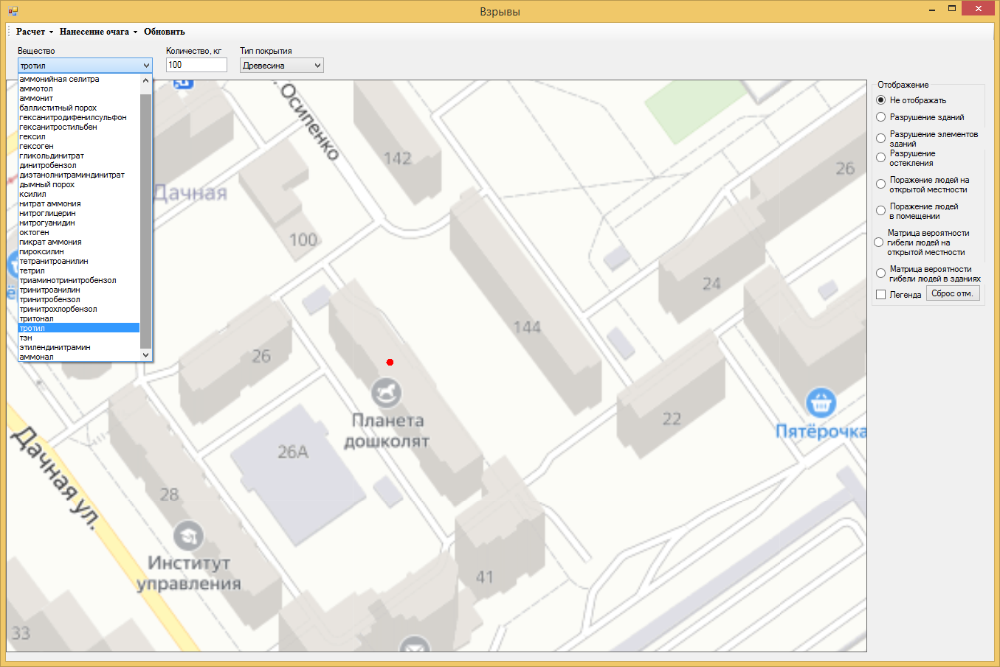 Взрывы
Расчет
Нанесение очага
Обновить
Вещество
Количество, кг
Тип покрытия
тротил
100
Древесина
аммонийная селитра
аммотол
аммонит
баллиститный порох
гексанитродифенилсульфон
гексанитростильбен
гексил
гексоген
гликольдинитрат
динитробензол
диэтанолнитраминдинитрат
дымный порох
ксилил
нитрат аммония
нитроглицерин
нитрогуанидин
октоген
пикрат аммония
пироксилин
тетранитроанилин
тетрил
триаминотринитробензол
тринитроанилин
тринитробензол
тринитрохлорбензол
тритонал
тротил
тэн
этилендинитрамин
аммонал
Осипенко
142
26
Дачная
100
24
144
26
22
Планета
дошколят
Пятёрочка
26А
Дачная ул.
28
Институт
управления
41
33
Отображение
Не отображать
Разрушение зданий
Разрушение элементов
зданий
Разрушение
остекления
Поражение людей на
открытой местности
Поражение людей
в помещении
Матрица вероятности
гибели людей на
открытой местности
Матрица вероятности
гибели людей в зданиях
Легенда
Сброс отм.